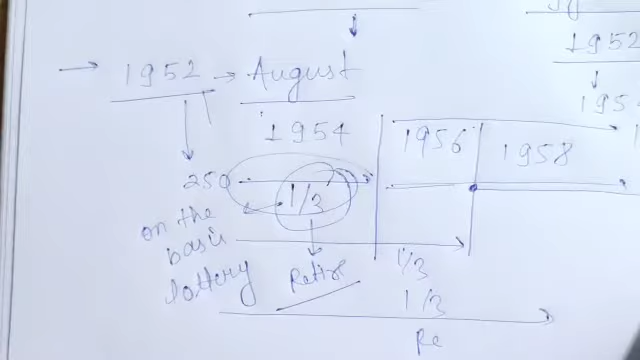 1952
→ 1952 → August
195
1954
1956
1958
250
1/3
on the
basis
lottery
Retire
1/3
1/3
Re